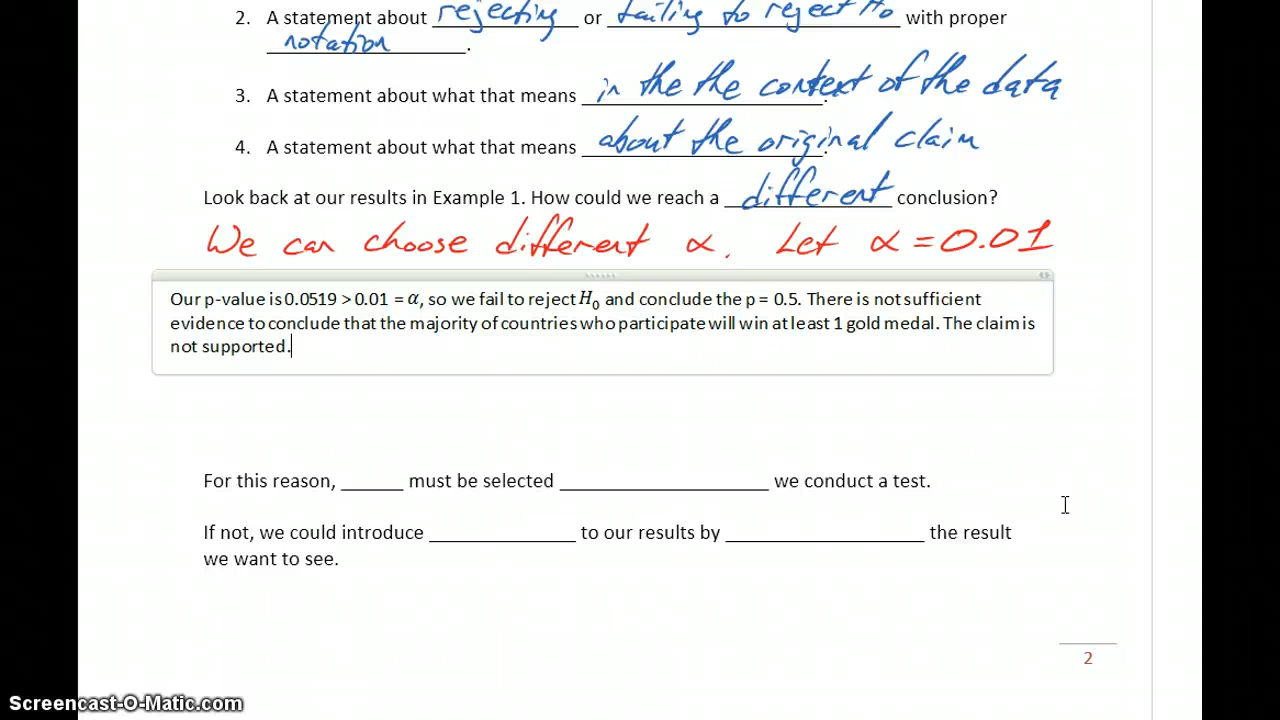 2. A statement about rejecting or failing to reject H0 with proper
notation.
3. A statement about what that means in the the context of the data.
4. A statement about what that means about the original claim.
Look back at our results in Example 1. How could we reach a different conclusion?
We can choose different α. Let α = 0.01
Our p-value is 0.0519 > 0.01 = α, so we fail to reject H₀ and conclude the p = 0.5. There is not sufficient
evidence to conclude that the majority of countries who participate will win at least 1 gold medal. The claim is
not supported.
For this reason, ______ must be selected ____________________ we conduct a test.
If not, we could introduce ______________ to our results by ___________________ the result
we want to see.
2
Screencast-O-Matic.com